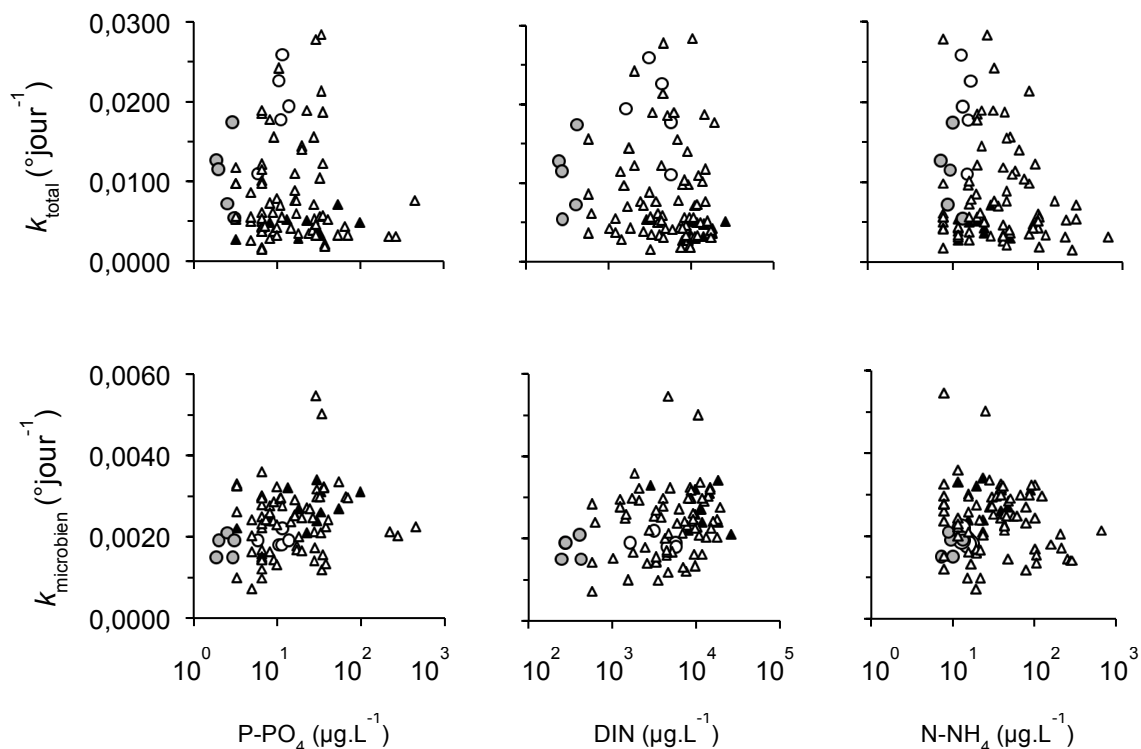 0,0300
0,0200
0,0100
0,0000
k total (°jour-1)
0,0060
0,0040
0,0020
0,0000
k microbien (°jour-1)
10^0 10^1 10^2 10^3
10^2 10^3 10^4 10^5
10^0 10^1 10^2 10^3
P-PO4 (µg.L-1)
DIN (µg.L-1)
N-NH4 (µg.L-1)